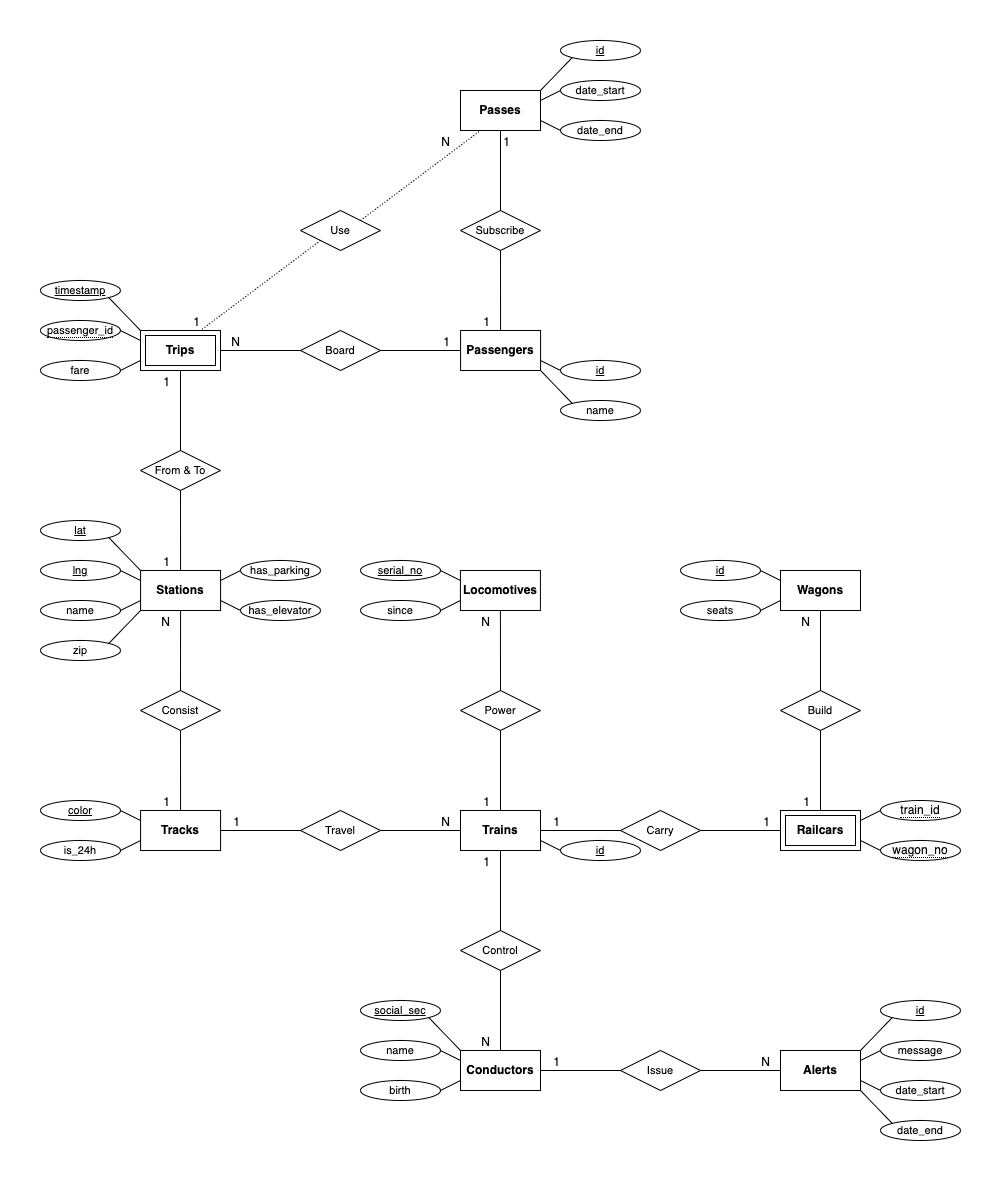 id
Passes
date_start
date_end
N
1
Use
Subscribe
timestamp
1
1
passenger_id
Trips
N
Board
1
Passengers
fare
id
1
name
From & To
lat
1
lng
has_parking
serial_no
id
Stations
Locomotives
Wagons
name
has_elevator
since
seats
N
N
N
zip
Consist
Power
Build
1
1
1
color
train_id
Tracks
1
Travel
N
Trains
1
Carry
1
Railcars
is_24h
id
wagon_no
1
Control
social_sec
id
N
name
message
Conductors
1
Issue
N
Alerts
birth
date_start
date_end